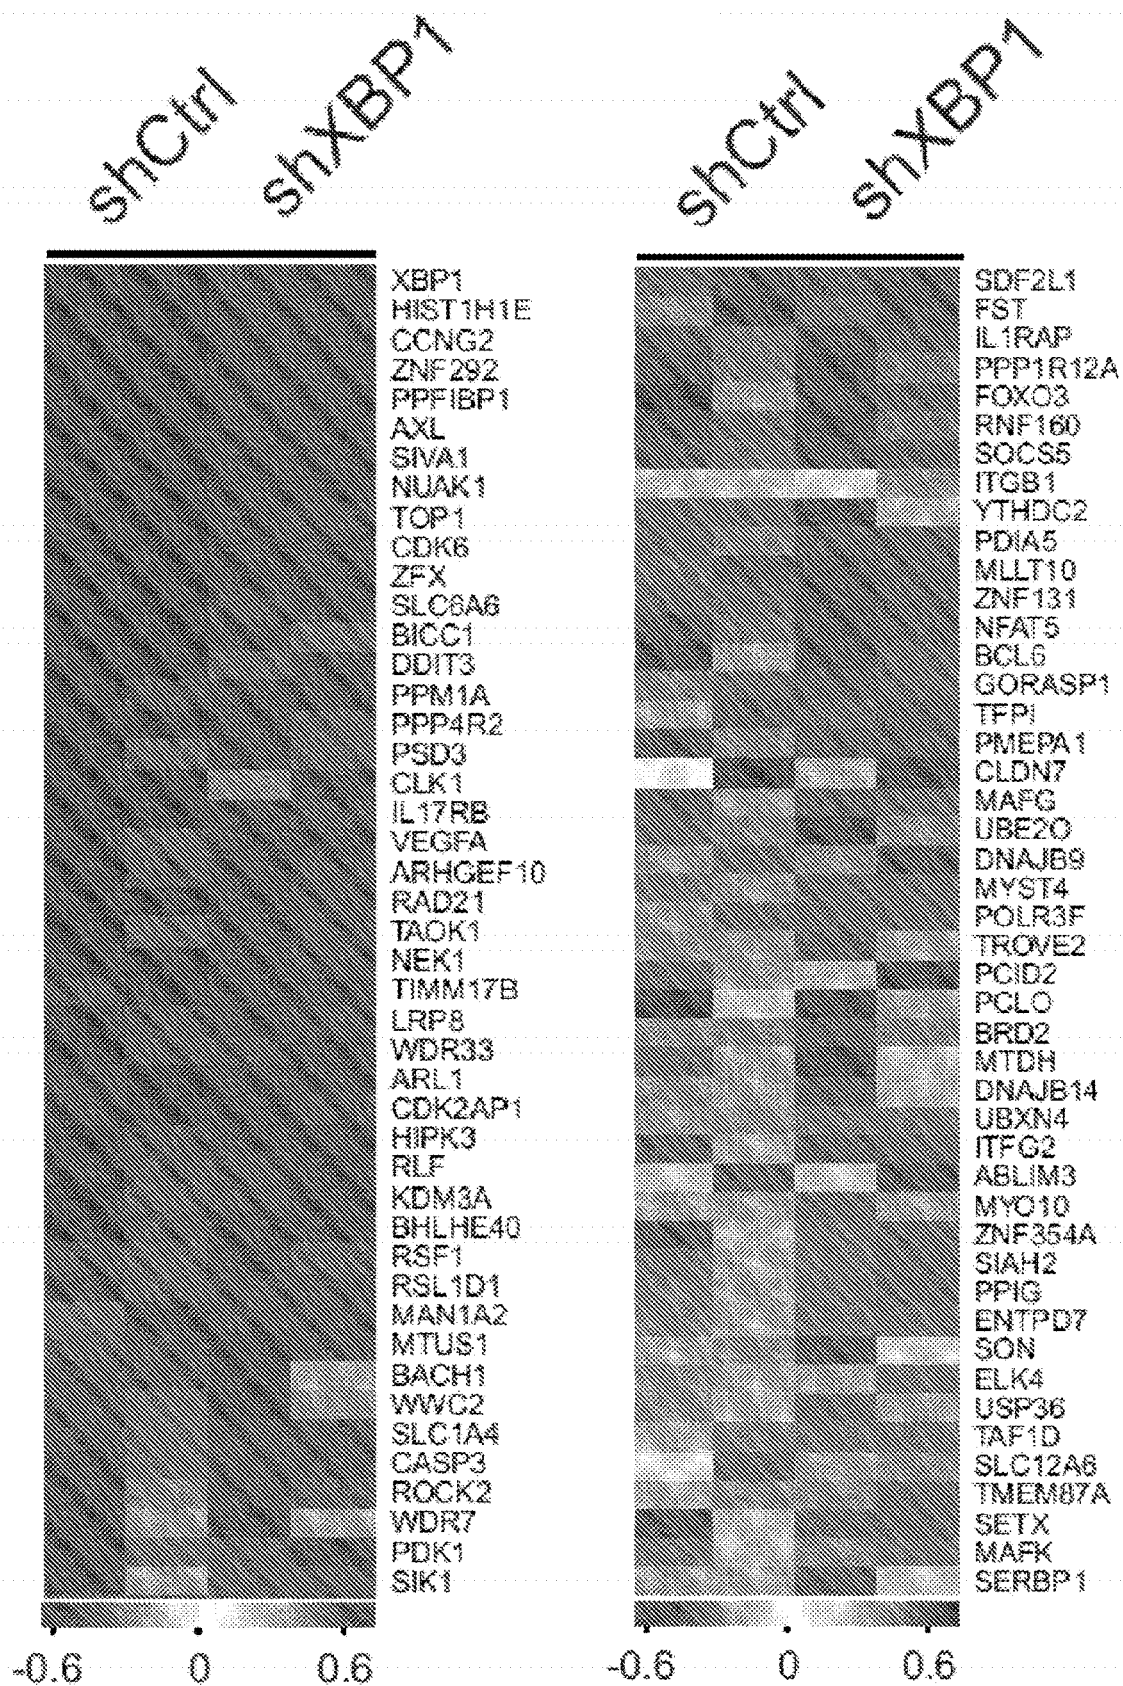 shCtrl shXBP1
XBP1
HIST1H1E
CCNG2
ZNF292
PPFIBP1
AXL
SIVA1
NUAK1
TOP1
CDK6
ZFX
SLC6A6
BICC1
DDIT3
PPM1A
PPP4R2
PSD3
CLK1
IL17RB
VEGFA
ARHGEF10
RAD21
TAOK1
NEK1
TIMM17B
LRP8
WDR33
ARL1
CDK2AP1
HIPK3
RLF
KDM3A
BHLHE40
RSF1
RSL1D1
MAN1A2
MTUS1
BACH1
WWC2
SLC1A4
CASP3
ROCK2
WDR7
PDK1
SIK1
-0.6 0 0.6
shCtrl shXBP1
SDF2L1
FST
IL1RAP
PPP1R12A
FOXO3
RNF160
SOCS5
ITGB1
YTHDC2
PDIA5
MLLT10
ZNF131
NFAT5
BCL6
GORASP1
TFPI
PMEPA1
CLDN7
MAFG
UBE2O
DNAJB9
MYST4
POLR3F
TROVE2
PCID2
PCLO
BRD2
MTDH
DNAJB14
UBXN4
ITFG2
ABLIM3
MYO10
ZNF354A
SIAH2
PPIG
ENTPD7
SON
ELK4
USP36
TAF1D
SLC12A6
TMEM87A
SETX
MAFK
SERBP1
-0.6 0 0.6